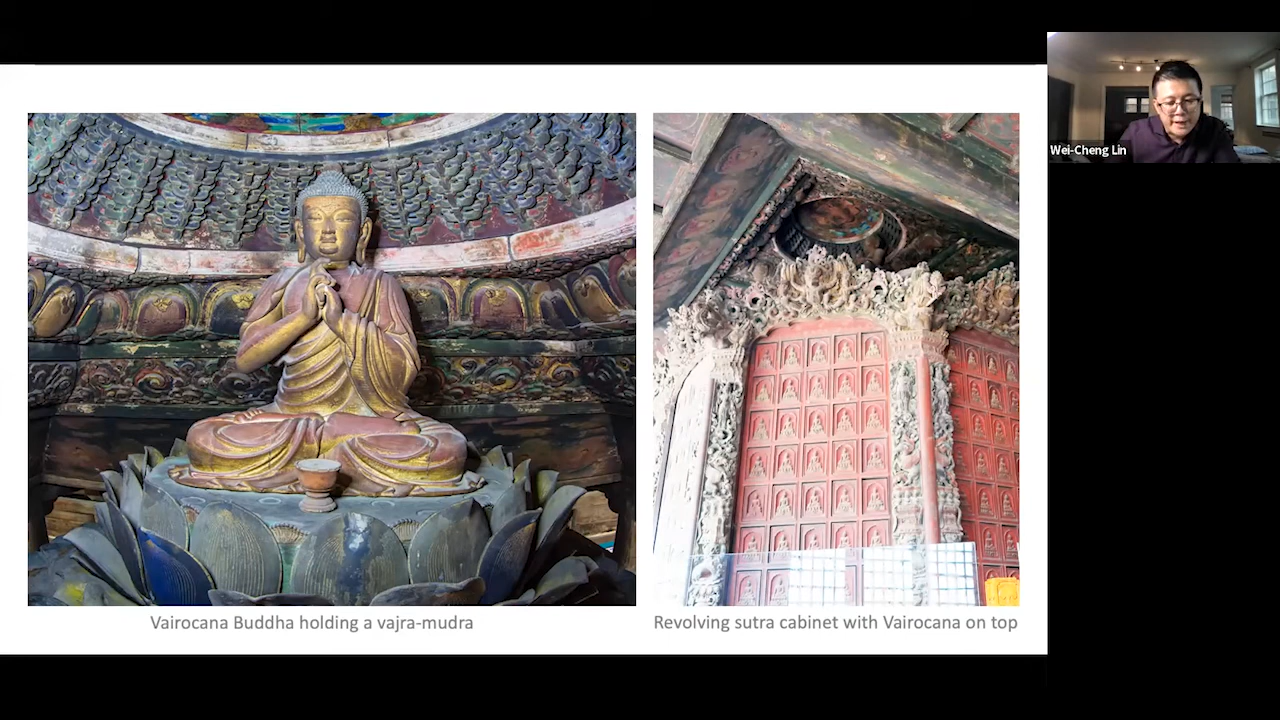 Wei-Cheng Lin
Vairocana Buddha holding a vajra-mudra
Revolving sutra cabinet with Vairocana on top